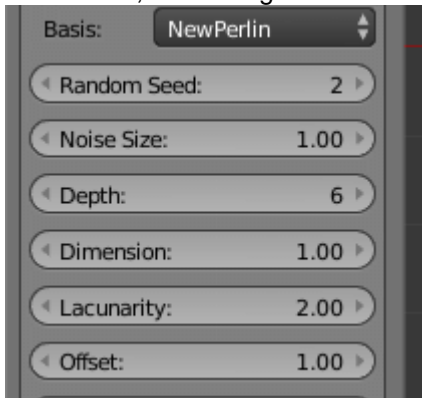 Basis: NewPerlin
Random Seed: 2
Noise Size: 1.00
Depth: 6
Dimension: 1.00
Lacunarity: 2.00
Offset: 1.00